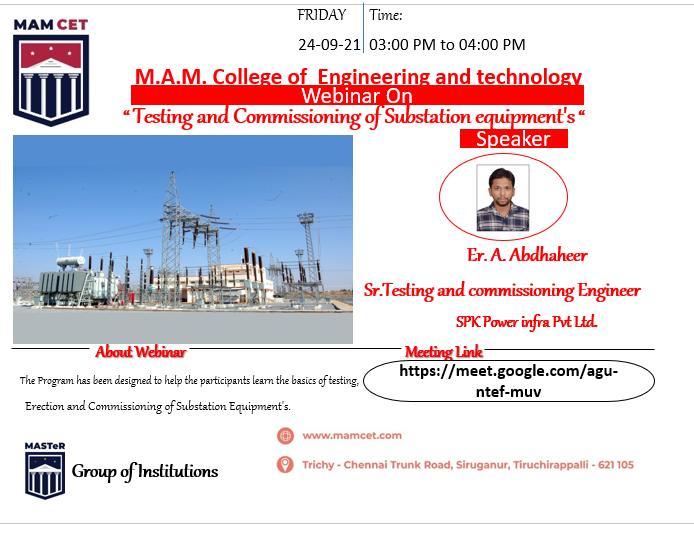 FRIDAY
Time:
24-09-21
03:00 PM to 04:00 PM
MAM CET
M.A.M. College of Engineering and technology
Webinar On
“ Testing and Commissioning of Substation equipment's “
Speaker
Er. A. Abdhaheer
Sr.Testing and commissioning Engineer
SPK Power infra Pvt Ltd.
About Webinar
The Program has been designed to help the participants learn the basics of testing,
Erection and Commissioning of Substation Equipment's.
Meeting Link
https://meet.google.com/agu-
ntef-muv
MASTeR
Group of Institutions
www.mamcet.com
Trichy - Chennai Trunk Road, Siruganur, Tiruchirappalli - 621 105